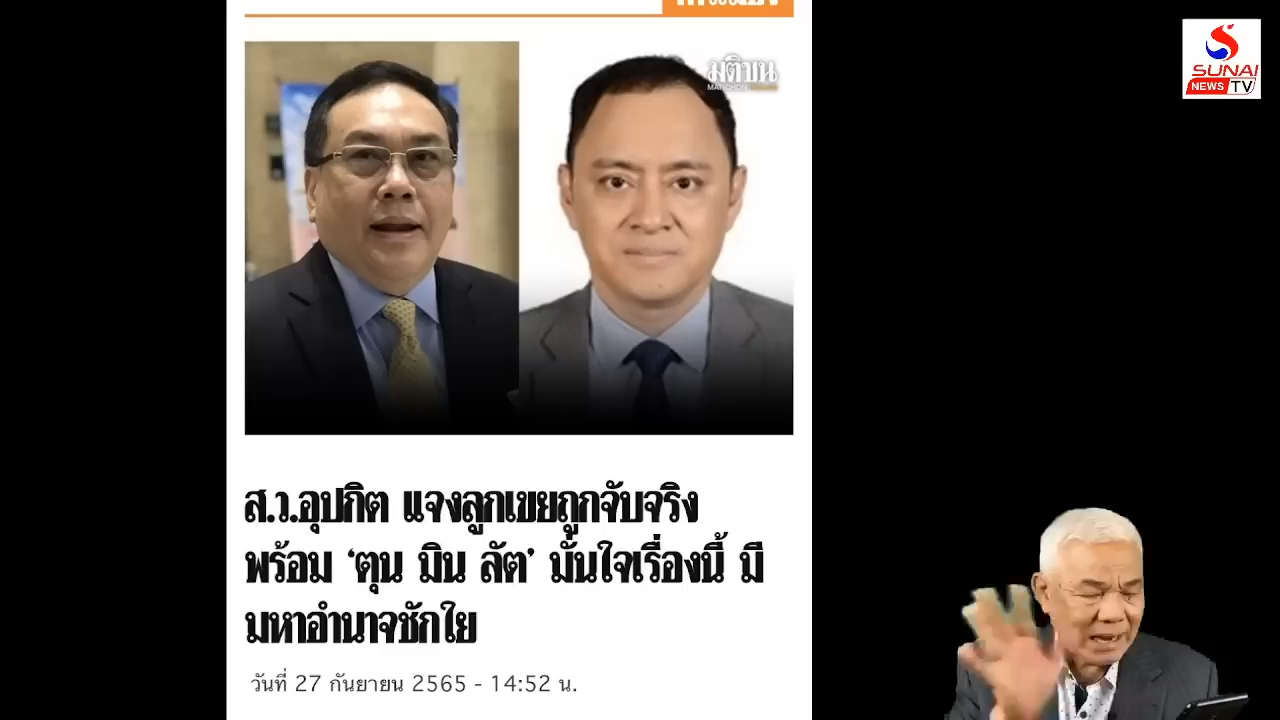 มติชน
MATICHON
SUNAI
NEWS TV
ส.ว.อุปกิต แจงลูกเขยถูกจับจริง
พร้อม ‘ตุน มิน ลัต’ มั่นใจเรื่องนี้ มี
มหาอำนาจชักใย
วันที่ 27 กันยายน 2565 - 14:52 น.